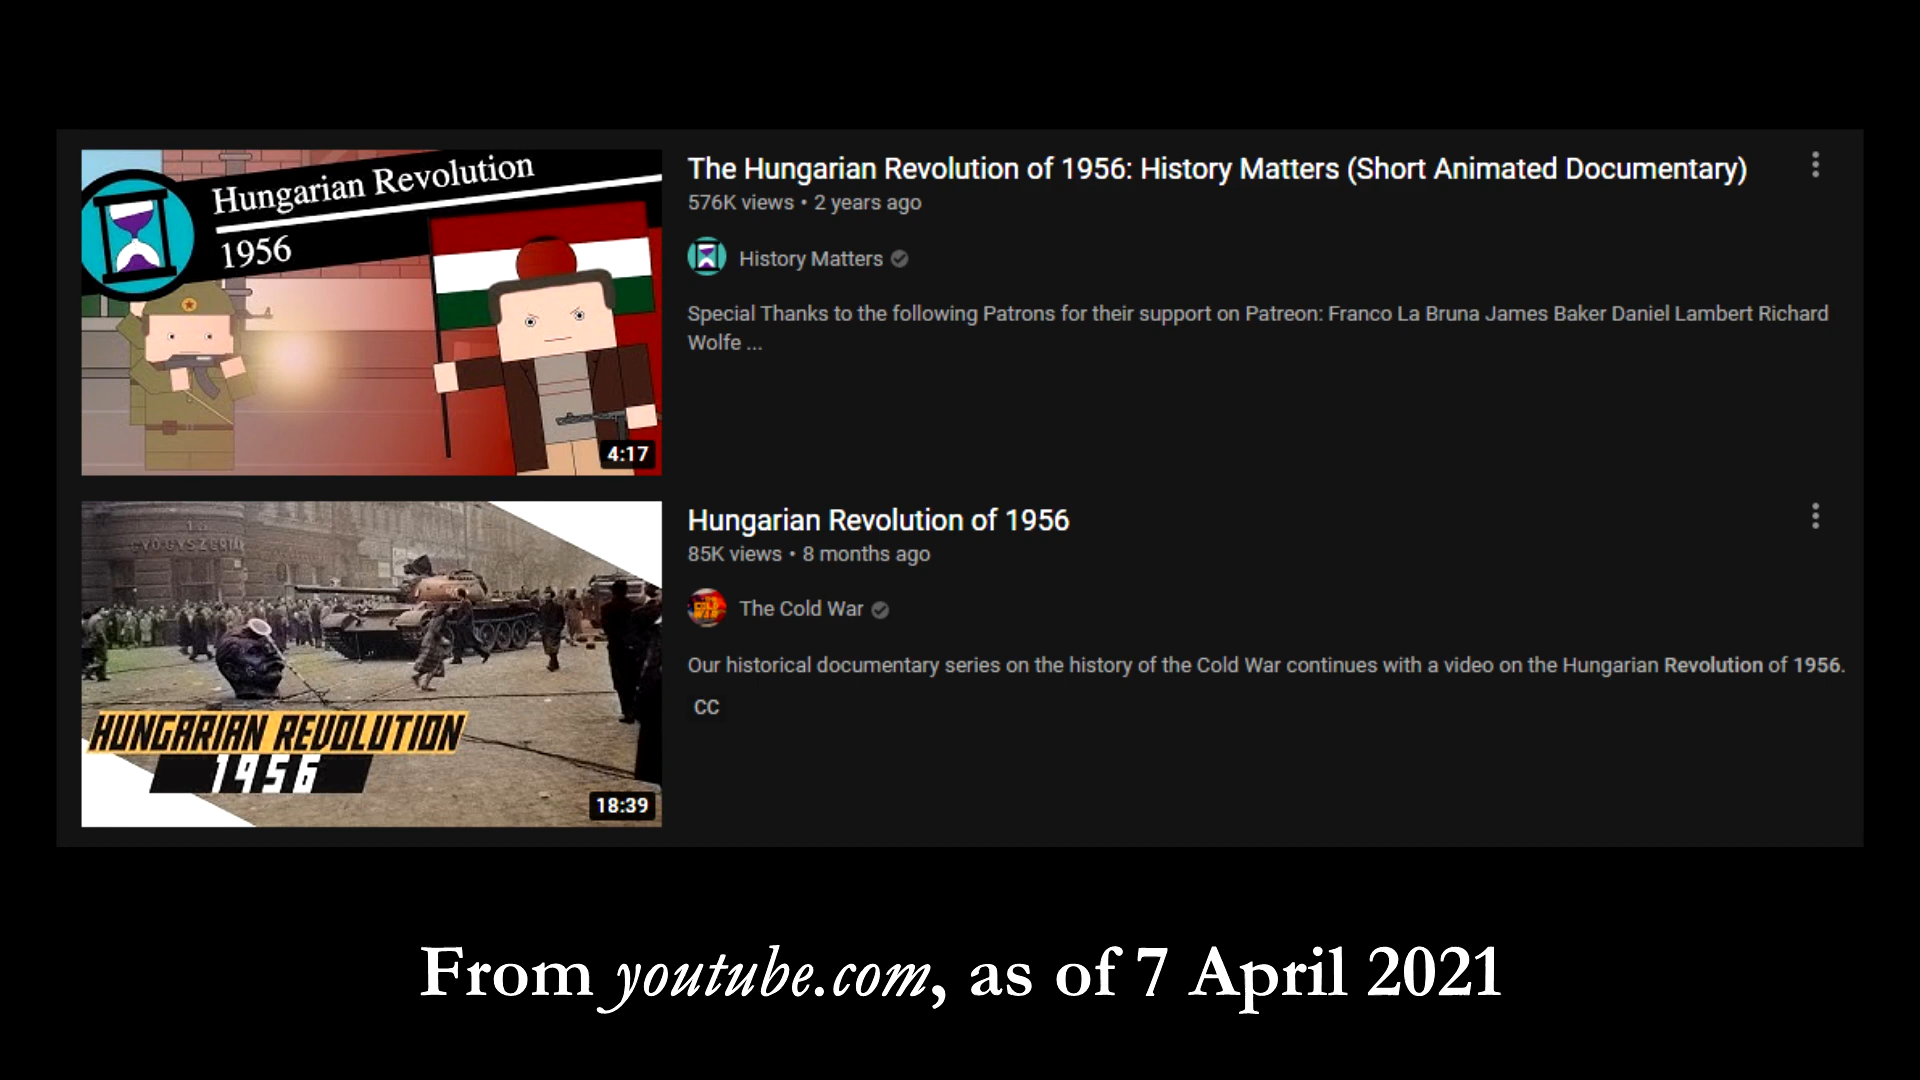 Hungarian Revolution
1956
4:17
The Hungarian Revolution of 1956: History Matters (Short Animated Documentary)
576K views • 2 years ago
History Matters
Special Thanks to the following Patrons for their support on Patreon: Franco La Bruna James Baker Daniel Lambert Richard
Wolfe ...
GYOGYSZERTAR
HUNGARIAN REVOLUTION
1956
18:39
Hungarian Revolution of 1956
85K views • 8 months ago
THE COLD WAR
The Cold War
Our historical documentary series on the history of the Cold War continues with a video on the Hungarian Revolution of 1956.
CC
From youtube.com, as of 7 April 2021